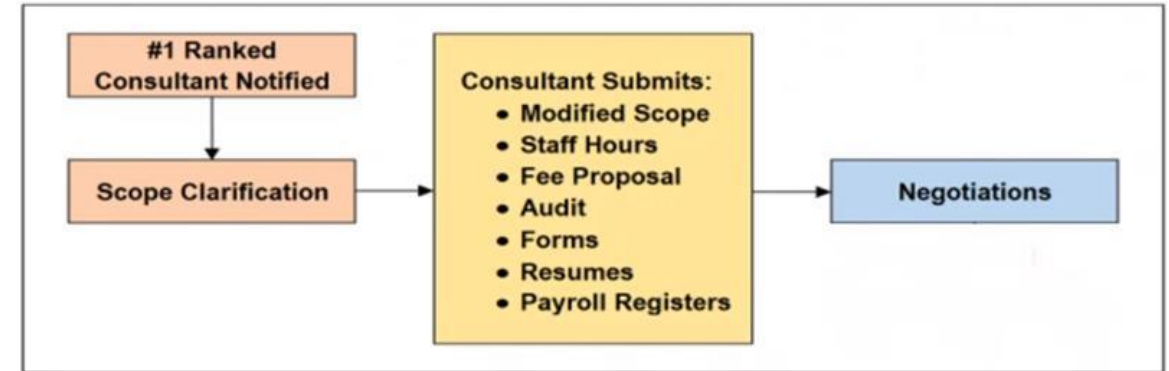 #1 Ranked
Consultant Notified
Scope Clarification
Consultant Submits:
• Modified Scope
• Staff Hours
• Fee Proposal
• Audit
• Forms
• Resumes
• Payroll Registers
Negotiations